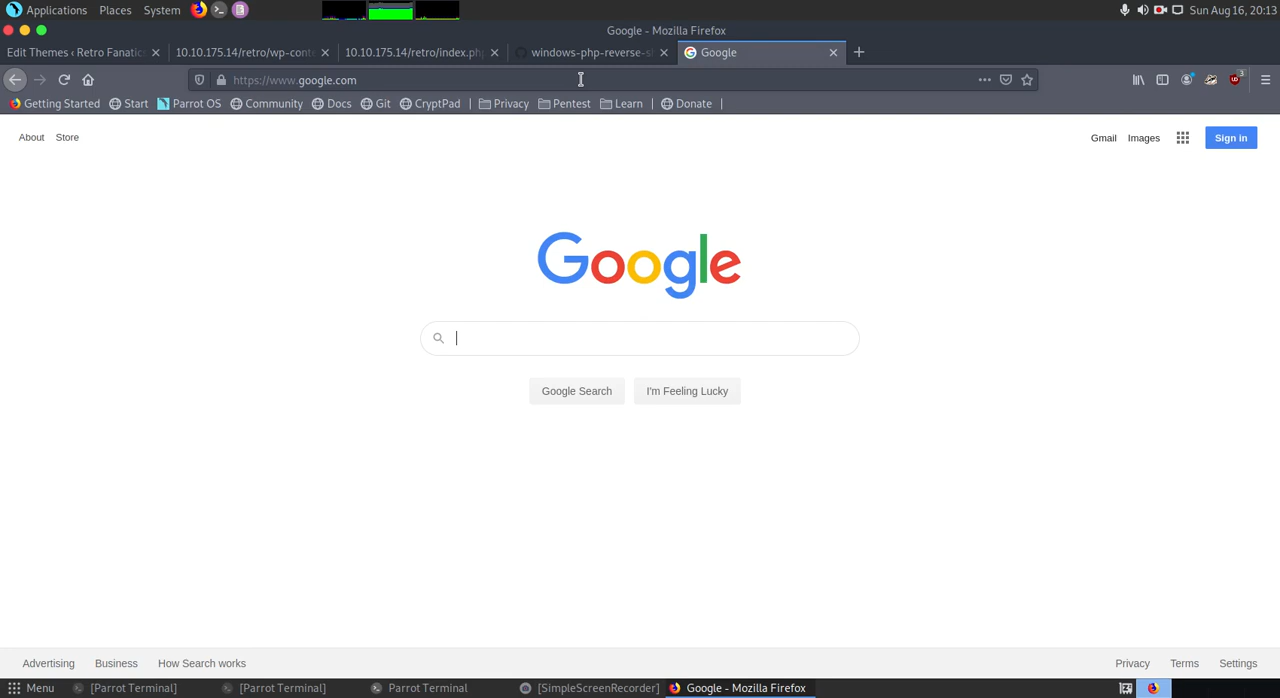 Applications Places System Sun Aug 16, 20:13
Google - Mozilla Firefox
Edit Themes ‹ Retro Fanatic 10.10.175.14/retro/wp-cont 10.10.175.14/retro/index.php windows-php-reverse-sh Google
https://www.google.com
Getting Started Start Parrot OS Community Docs Git CryptPad Privacy Pentest Learn Donate
About Store Gmail Images Sign in
Google
Google Search I'm Feeling Lucky
Advertising Business How Search works Privacy Terms Settings
Menu [Parrot Terminal] [Parrot Terminal] Parrot Terminal [SimpleScreenRecorder] Google - Mozilla Firefox